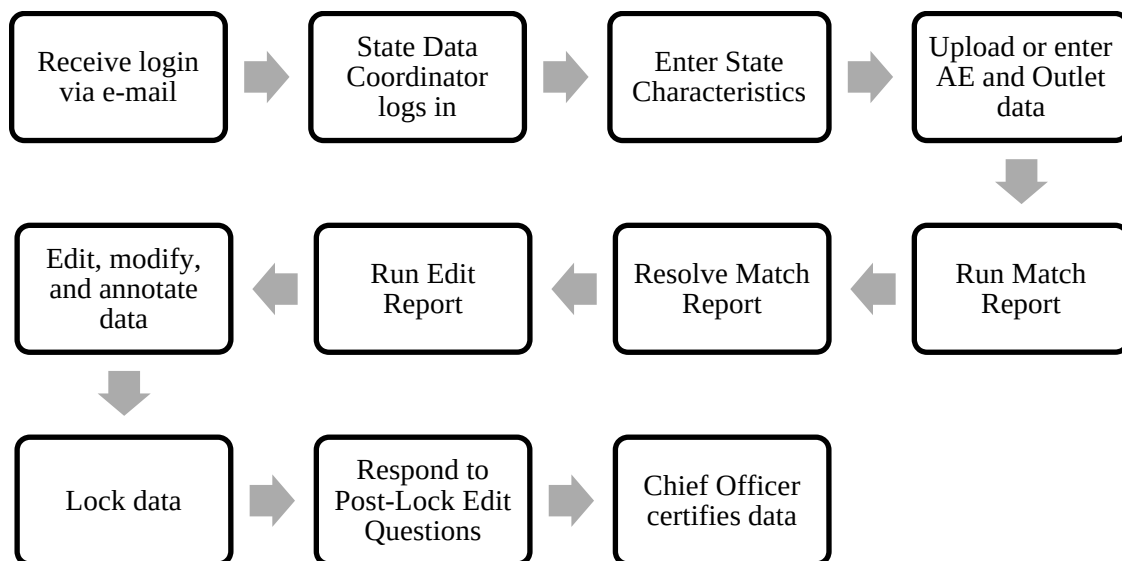 Receive login
via e-mail
State Data
Coordinator
logs in
Enter State
Characteristics
Upload or enter
AE and Outlet
data
Run Match
Report
Resolve Match
Report
Run Edit
Report
Edit, modify,
and annotate
data
Lock data
Respond to
Post-Lock Edit
Questions
Chief Officer
certifies data